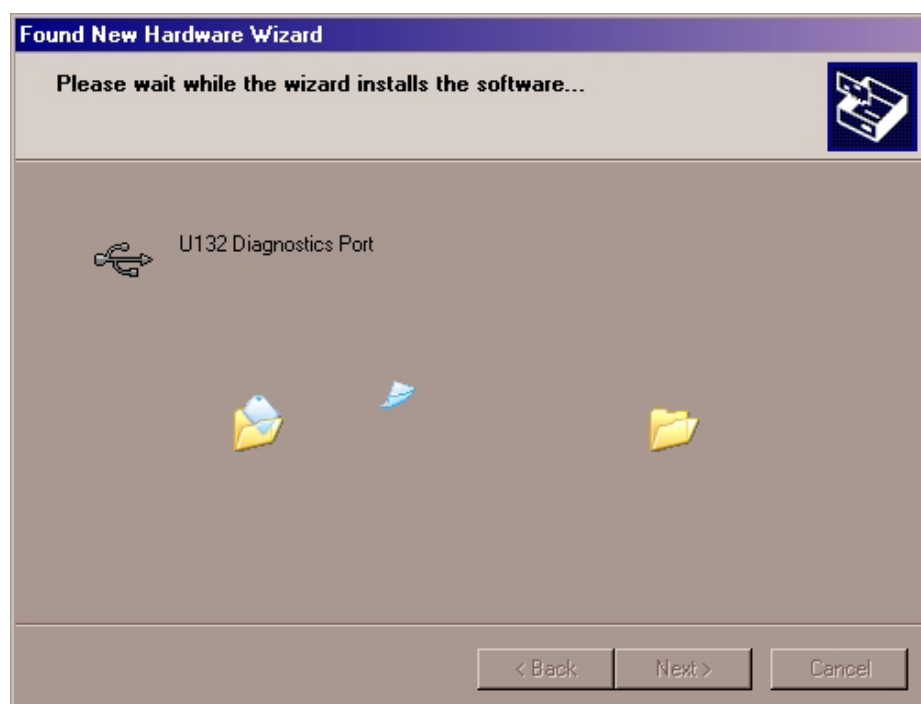 Found New Hardware Wizard
Please wait while the wizard installs the software...
U132 Diagnostics Port
< Back
Next >
Cancel